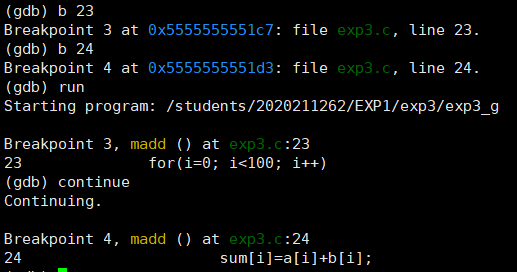 (gdb) b 23
Breakpoint 3 at 0x5555555551c7: file exp3.c, line 23.
(gdb) b 24
Breakpoint 4 at 0x5555555551d3: file exp3.c, line 24.
(gdb) run
Starting program: /students/2020211262/EXP1/exp3/exp3_g
Breakpoint 3, madd () at exp3.c:23
23 for(i=0; i<100; i++)
(gdb) continue
Continuing.
Breakpoint 4, madd () at exp3.c:24
24 sum[i]=a[i]+b[i];